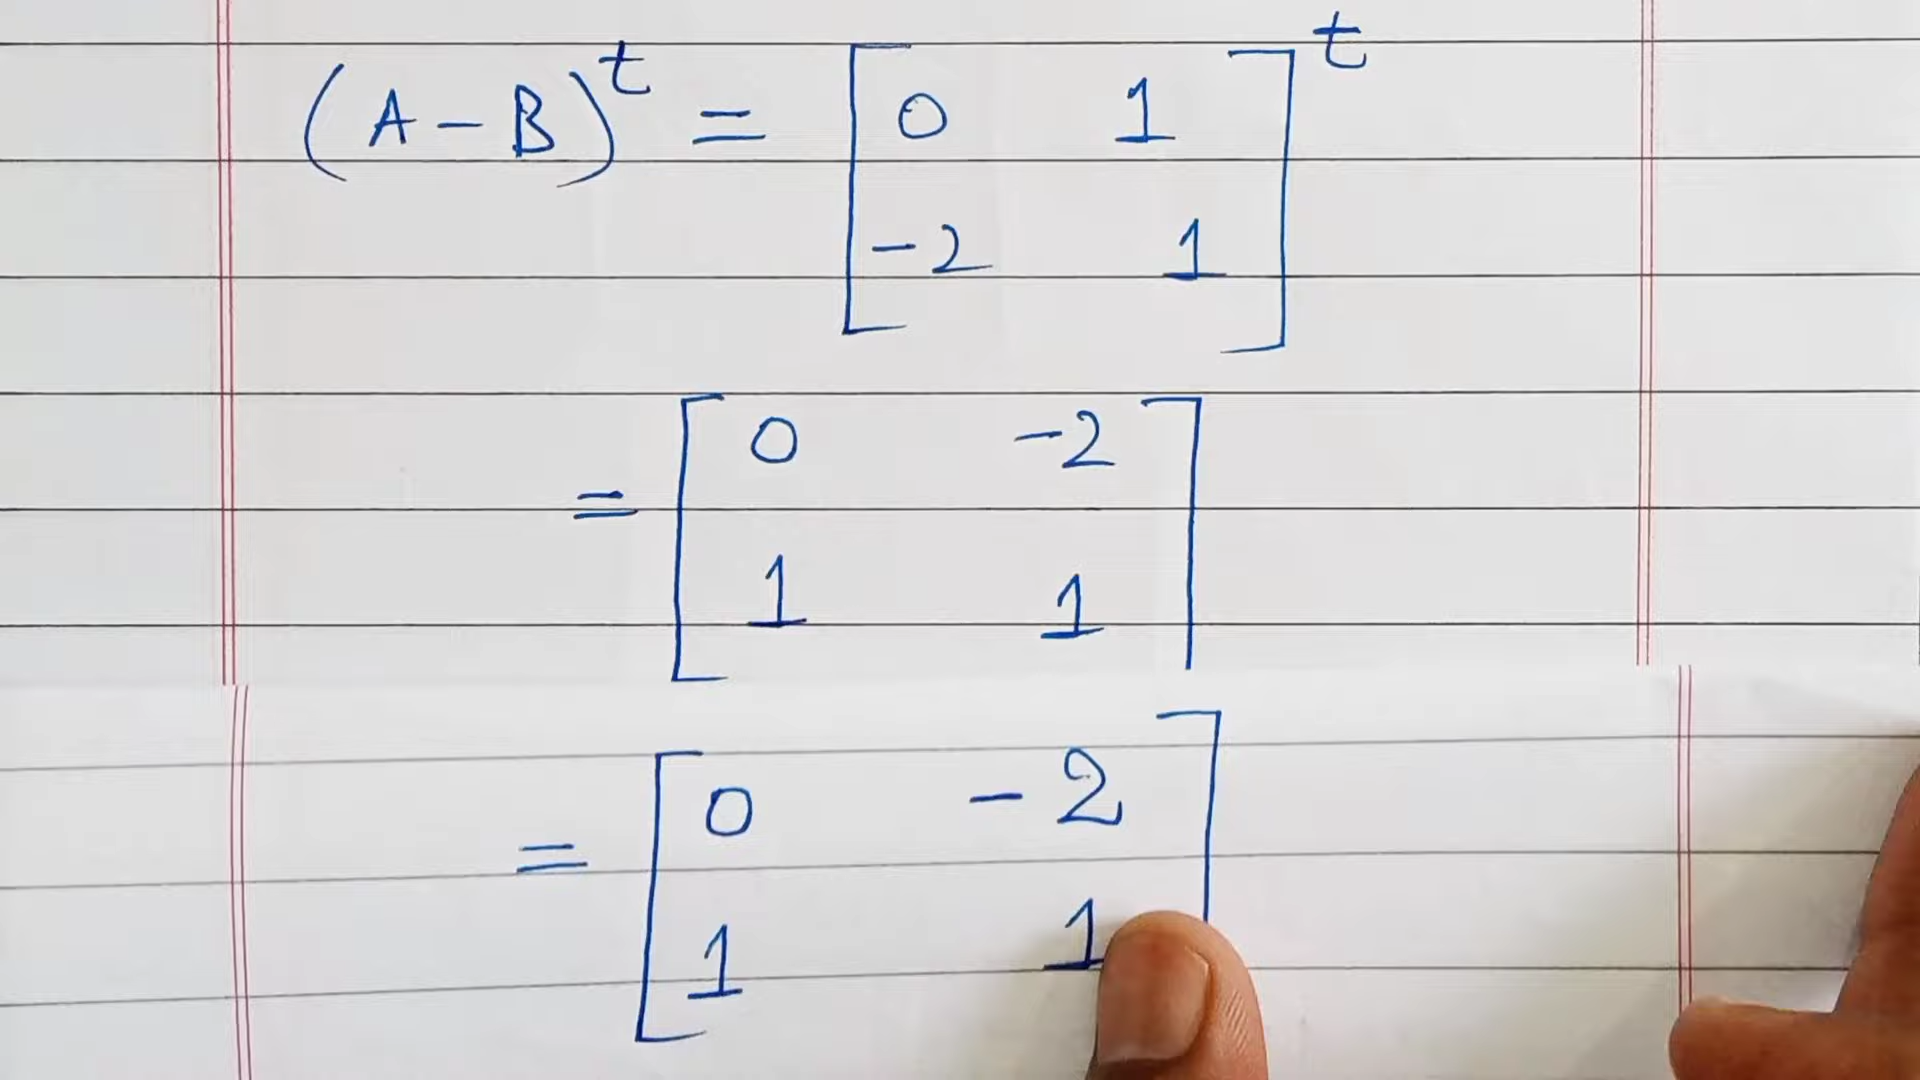 (A - B)^t = [ 0 1 ]^t
[ -2 1 ]
= [ 0 -2 ]
[ 1 1 ]
= [ 0 -2 ]
[ 1 1 ]